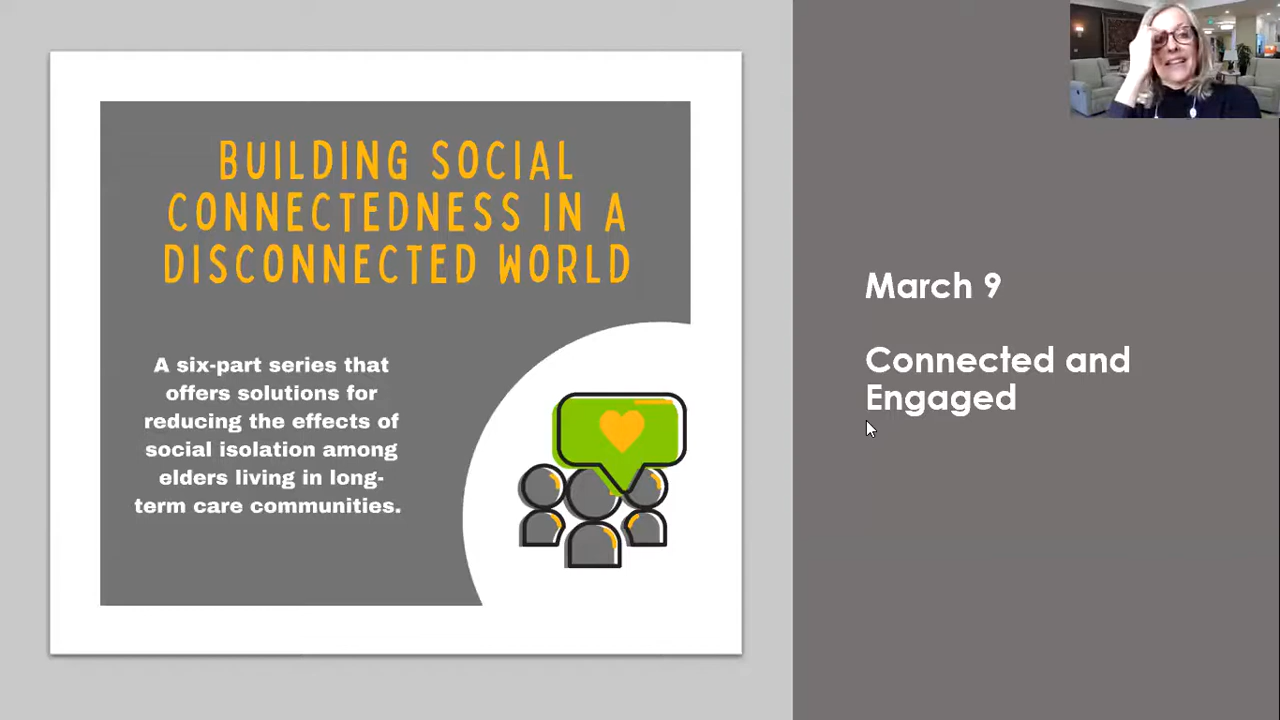 BUILDING SOCIAL
CONNECTEDNESS IN A
DISCONNECTED WORLD
A six-part series that
offers solutions for
reducing the effects of
social isolation among
elders living in long-
term care communities.
March 9
Connected and
Engaged